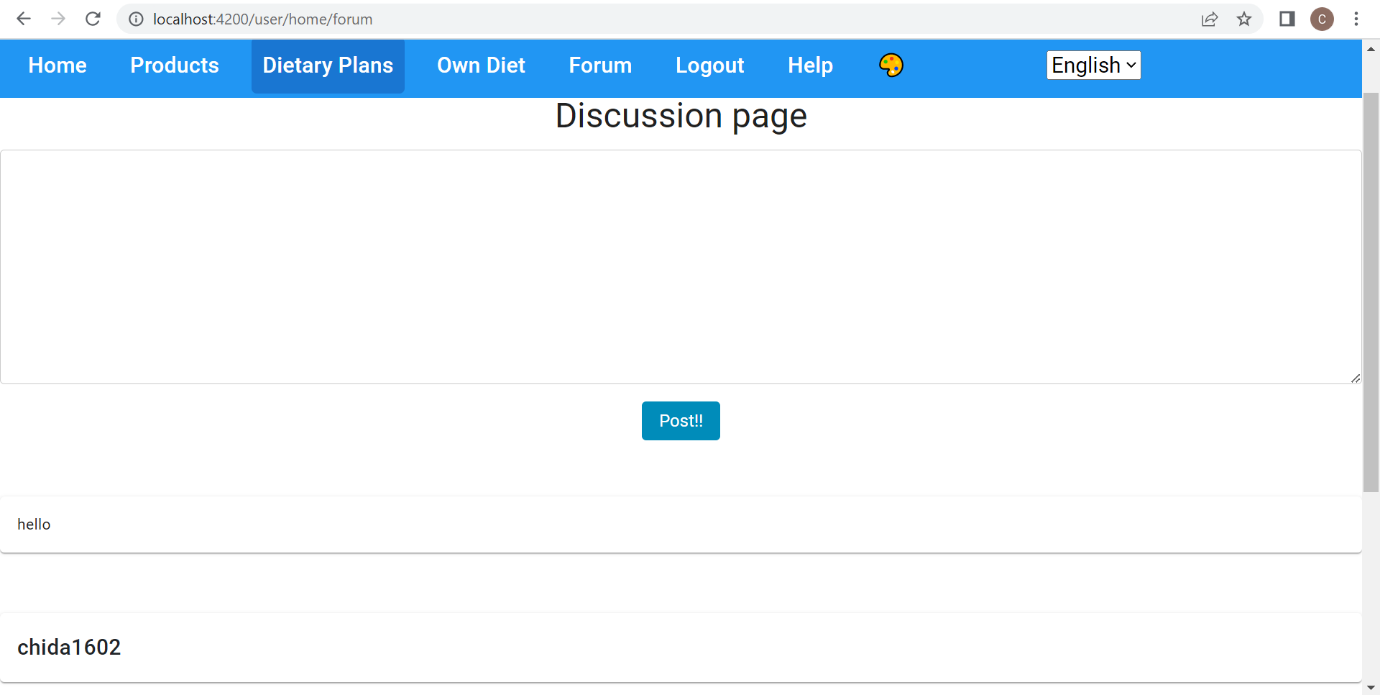 localhost:4200/user/home/forum
C
Home Products Dietary Plans Own Diet Forum Logout Help English
Discussion page
Post!!
hello
chida1602